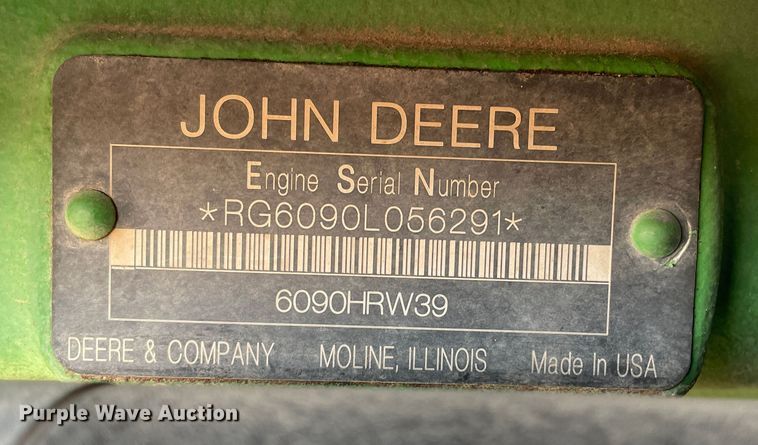 JOHN DEERE
Engine Serial Number
*RG6090L056291*
6090HRW39
DEERE & COMPANY MOLINE, ILLINOIS Made In USA
Purple Wave Auction